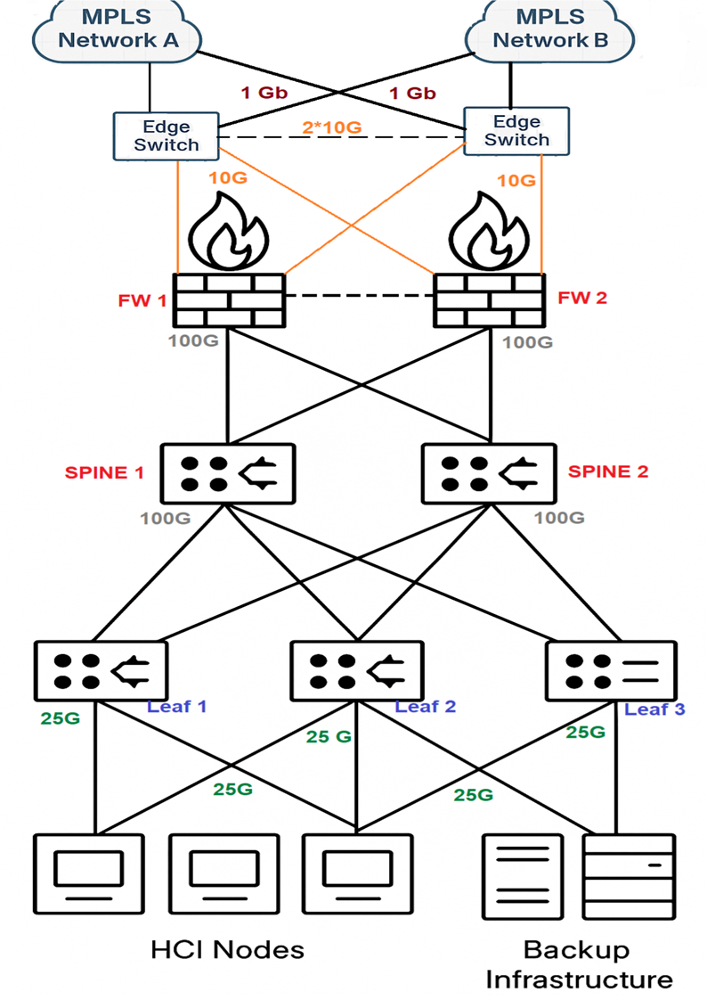 MPLS
Network A
MPLS
Network B
1 Gb
1 Gb
Edge
Switch
2*10G
Edge
Switch
10G
10G
FW 1
FW 2
100G
100G
SPINE 1
SPINE 2
100G
100G
Leaf 1
Leaf 2
Leaf 3
25G
25 G
25G
25G
25G
HCI Nodes
Backup
Infrastructure